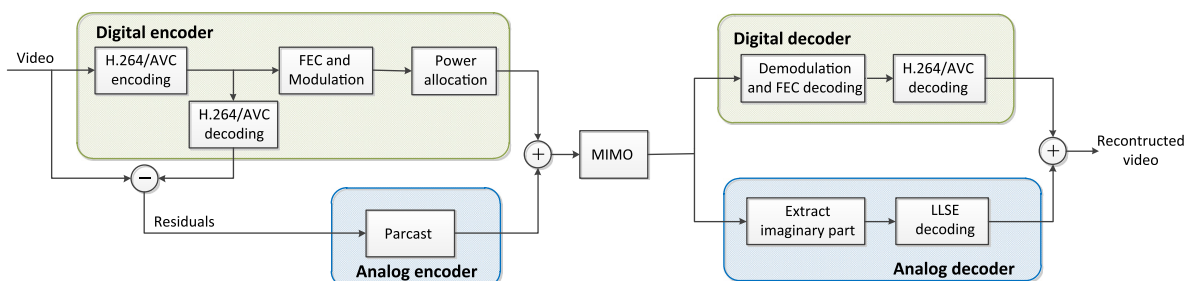 Digital encoder
Video
H.264/AVC
encoding
FEC and
Modulation
Power
allocation
H.264/AVC
decoding
−
+
MIMO
Residuals
Parcast
Analog encoder
Digital decoder
Demodulation
and FEC decoding
H.264/AVC
decoding
+
Recontructed
video
Extract
imaginary part
LLSE
decoding
Analog decoder